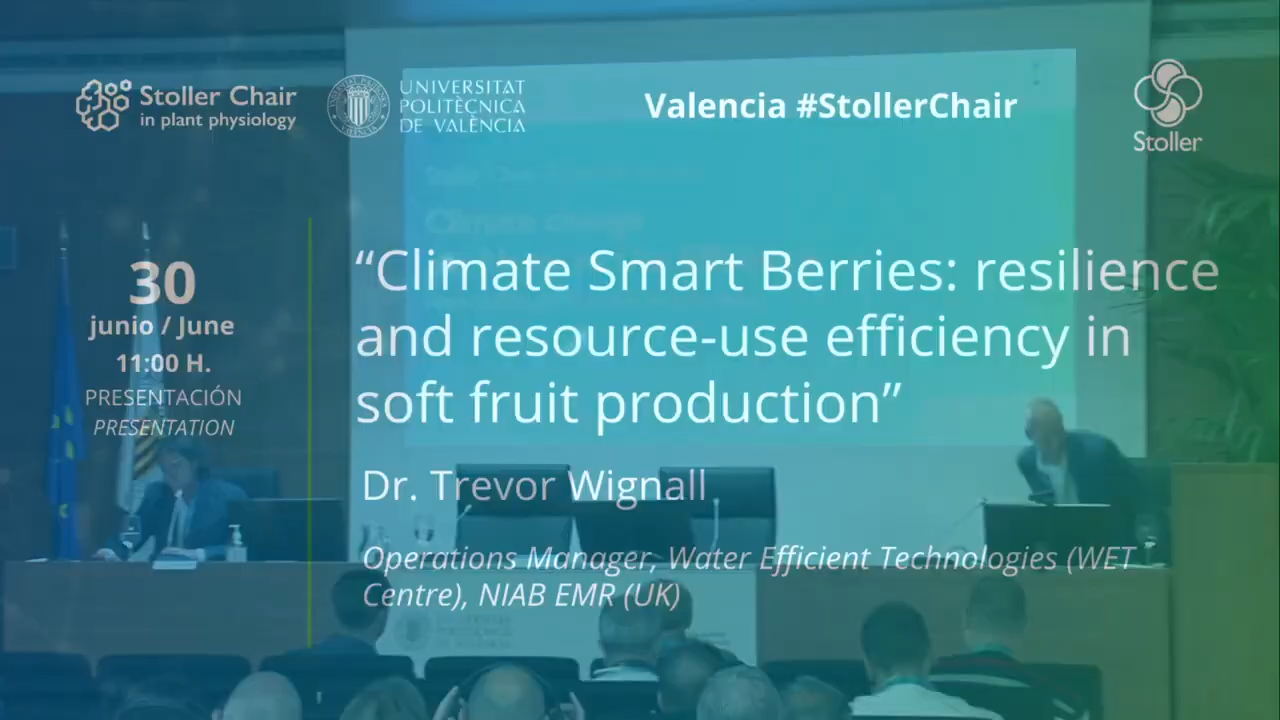 Stoller Chair
in plant physiology
UNIVERSITAT
POLITÈCNICA
DE VALÈNCIA
Valencia #StollerChair
Stoller
30
junio / June
11:00 H.
PRESENTACIÓN
PRESENTATION
“Climate Smart Berries: resilience
and resource-use efficiency in
soft fruit production”
Dr. Trevor Wignall
Operations Manager, Water Efficient Technologies (WET
Centre), NIAB EMR (UK)